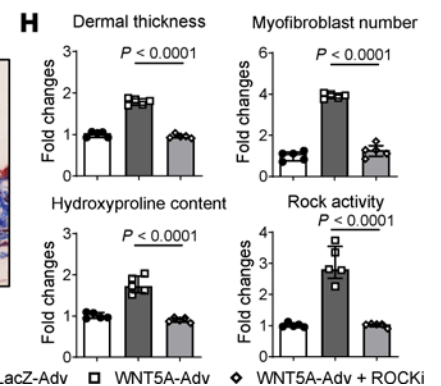 H
Dermal thickness
P < 0.0001
Fold changes
3
2
1
0
Myofibroblast number
P < 0.0001
Fold changes
6
4
2
0
Hydroxyproline content
P < 0.0001
Fold changes
3
2
1
0
Rock activity
P < 0.0001
Fold changes
4
3
2
1
0
LacZ-Adv WNT5A-Adv WNT5A-Adv + ROCKi